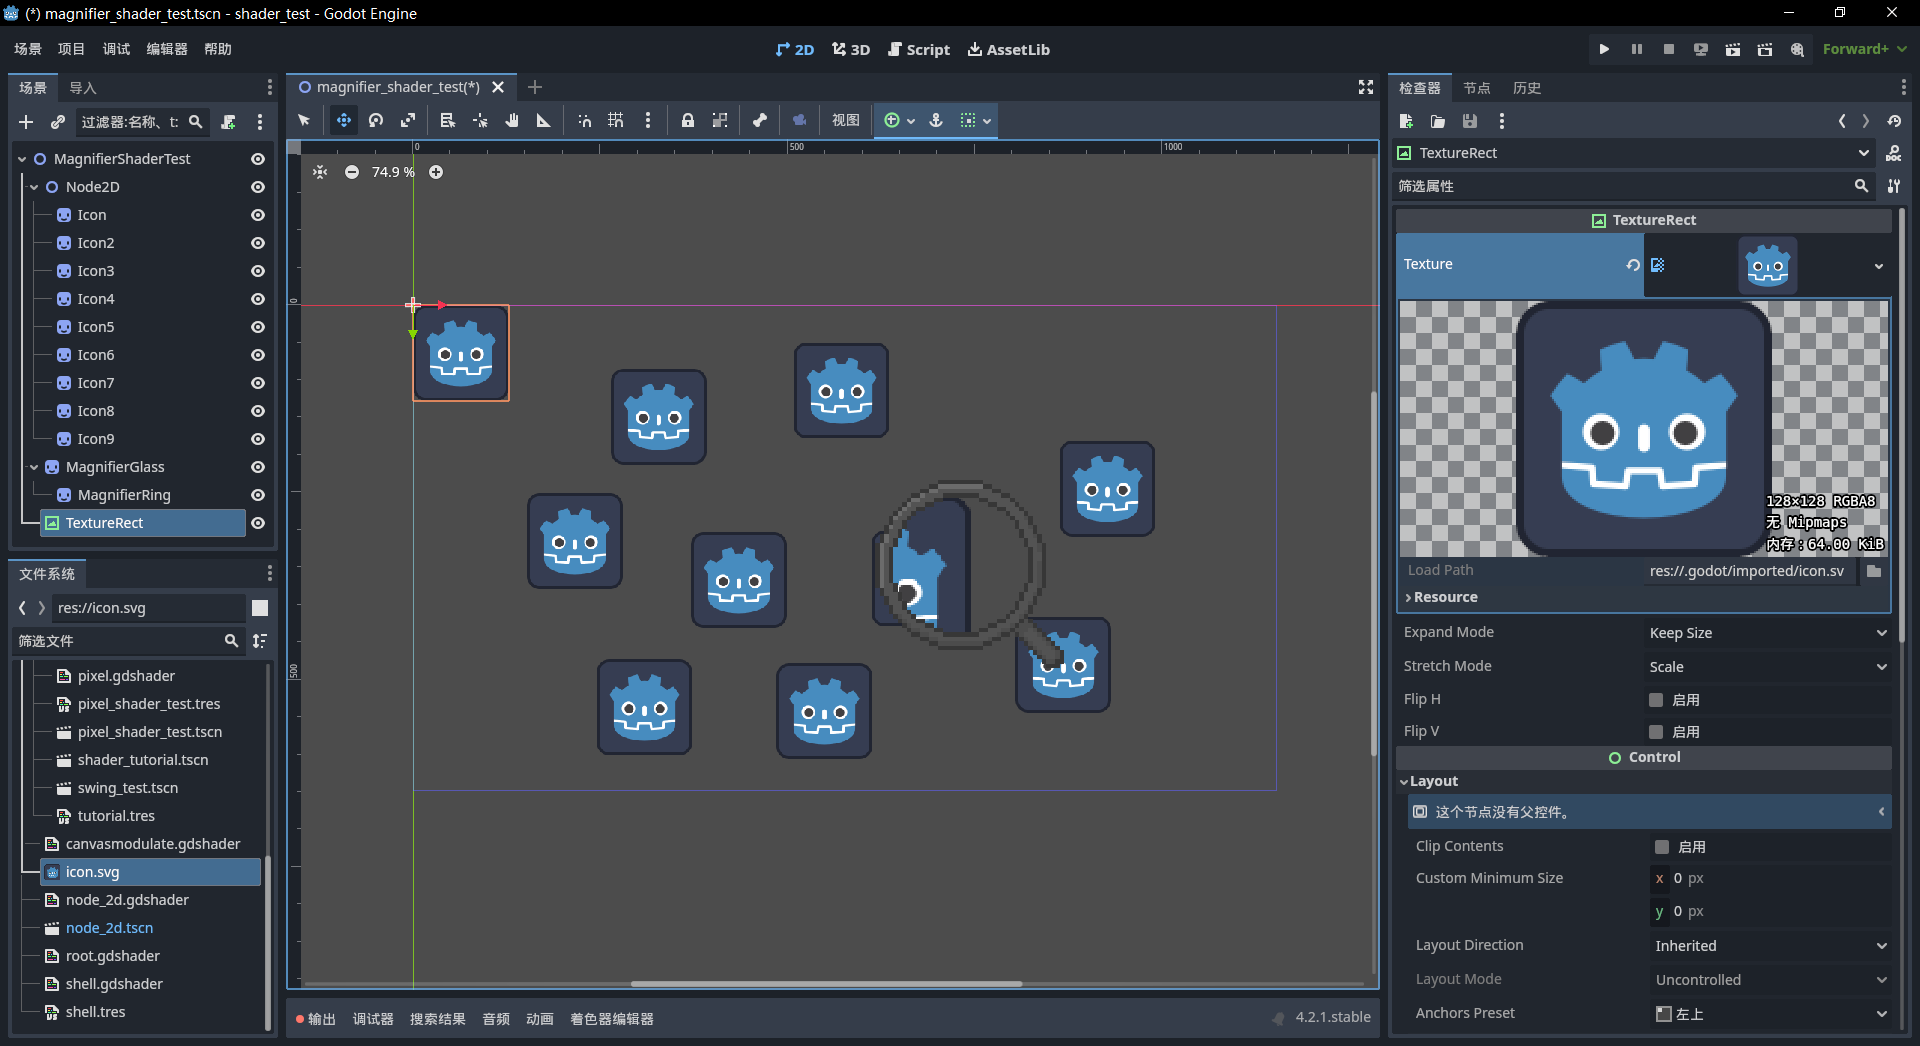 (*) magnifier_shader_test.tscn - shader_test - Godot Engine
场景 项目 调试 编辑器 帮助
2D 3D Script AssetLib
Forward+
场景 导入
过滤器:名称、t:
MagnifierShaderTest
Node2D
Icon
Icon2
Icon3
Icon4
Icon5
Icon6
Icon7
Icon8
Icon9
MagnifierGlass
MagnifierRing
TextureRect
文件系统
res://icon.svg
筛选文件
pixel.gdshader
pixel_shader_test.tres
pixel_shader_test.tscn
shader_tutorial.tscn
swing_test.tscn
tutorial.tres
canvasmodulate.gdshader
icon.svg
node_2d.gdshader
node_2d.tscn
root.gdshader
shell.gdshader
shell.tres
magnifier_shader_test(*)
视图
0 500 1000
74.9 %
0
500
输出 调试器 搜索结果 音频 动画 着色器编辑器
4.2.1.stable
检查器 节点 历史
TextureRect
DOC
筛选属性
TextureRect
Texture
128×128 RGBA8
无 Mipmaps
内存：64.00 KiB
Load Path res://.godot/imported/icon.sv
Resource
Expand Mode Keep Size
Stretch Mode Scale
Flip H 启用
Flip V 启用
Control
Layout
这个节点没有父控件。
Clip Contents 启用
Custom Minimum Size x 0 px
y 0 px
Layout Direction Inherited
Layout Mode Uncontrolled
Anchors Preset 左上